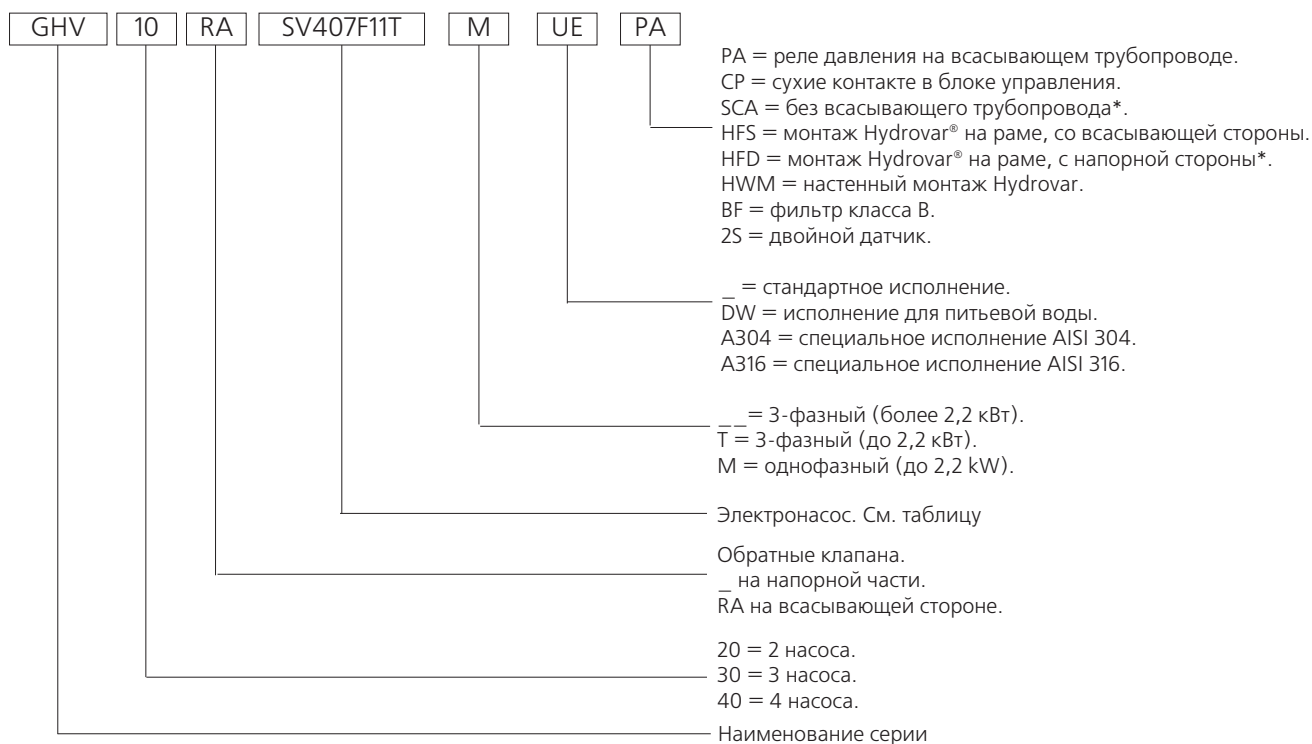 GHV 10 RA SV407F11T M UE PA
PA = реле давления на всасывающем трубопроводе.
CP = сухие контакте в блоке управления.
SCA = без всасывающего трубопровода*.
HFS = монтаж Hydrovar® на раме, со всасывающей стороны.
HFD = монтаж Hydrovar® на раме, с напорной стороны*.
HWM = настенный монтаж Hydrovar.
BF = фильтр класса В.
2S = двойной датчик.
_ = стандартное исполнение.
DW = исполнение для питьевой воды.
A304 = специальное исполнение AISI 304.
A316 = специальное исполнение AISI 316.
_ _ = 3-фазный (более 2,2 кВт).
T = 3-фазный (до 2,2 кВт).
M = однофазный (до 2,2 kW).
Электронасос. См. таблицу
Обратные клапана.
_ на напорной части.
RA на всасывающей стороне.
20 = 2 насоса.
30 = 3 насоса.
40 = 4 насоса.
Наименование серии